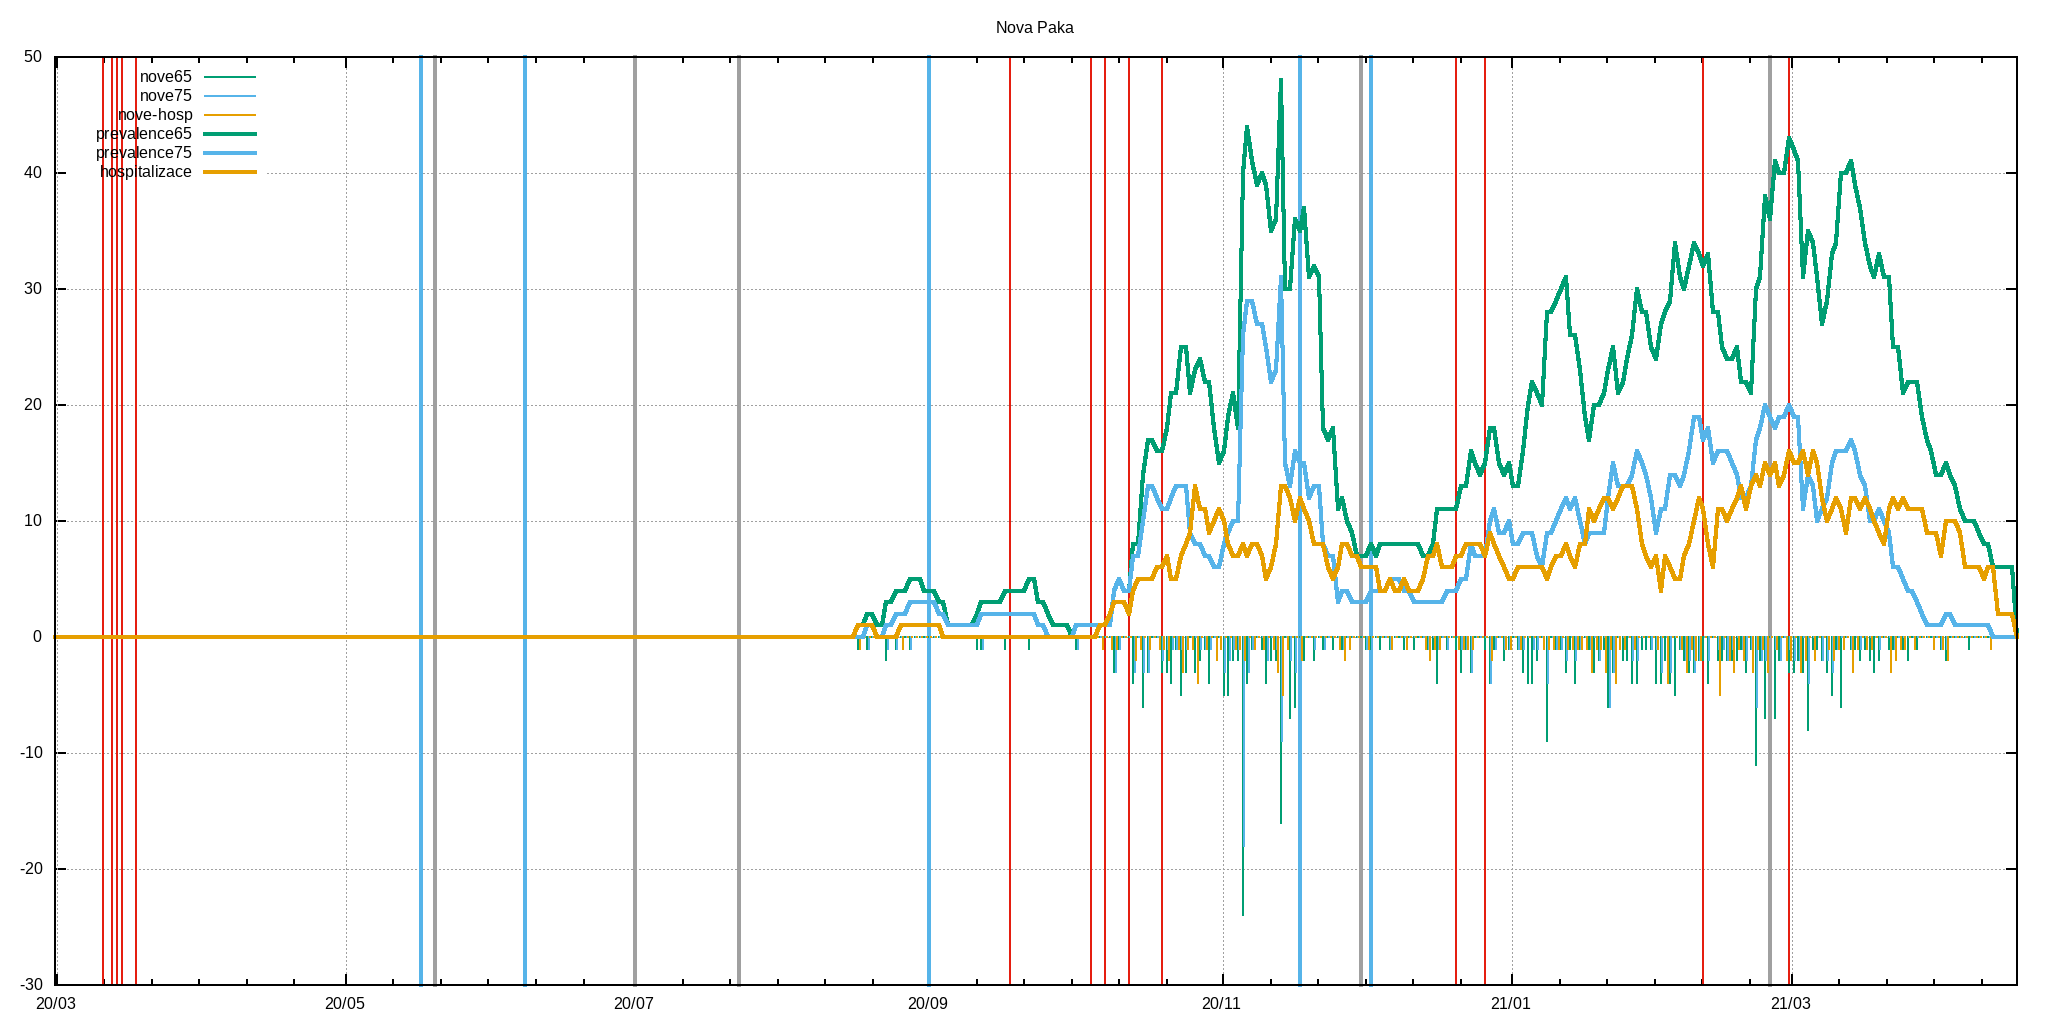 Nova Paka
50
nove65
nove75
nove-hosp
prevalence65
prevalence75
hospitalizace
40
30
20
10
0
-10
-20
-30
20/03 20/05 20/07 20/09 20/11 21/01 21/03